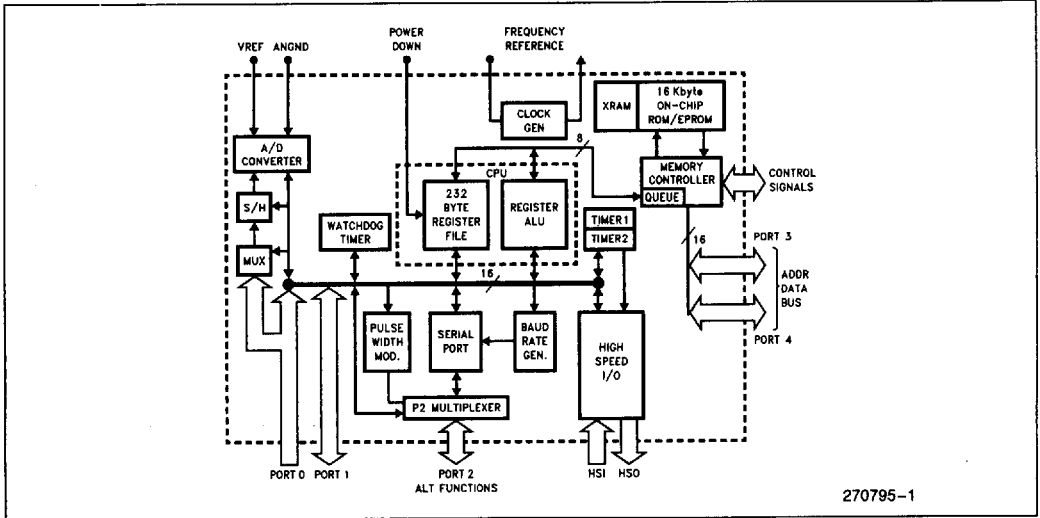 VREF ANGND
POWER
DOWN
FREQUENCY
REFERENCE
A/D
CONVERTER
S/H
MUX
CLOCK
GEN
XRAM
16 Kbyte
ON-CHIP
ROM/EPROM
8
MEMORY
CONTROLLER
QUEUE
CONTROL
SIGNALS
CPU
232
BYTE
REGISTER
FILE
REGISTER
ALU
WATCHDOG
TIMER
TIMER1
TIMER2
16
16
PORT 3
ADDR
DATA
BUS
PORT 4
PULSE
WIDTH
MOD.
SERIAL
PORT
BAUD
RATE
GEN.
HIGH
SPEED
I/O
P2 MULTIPLEXER
PORT 0
PORT 1
PORT 2
ALT FUNCTIONS
HSI
HSO
270795-1